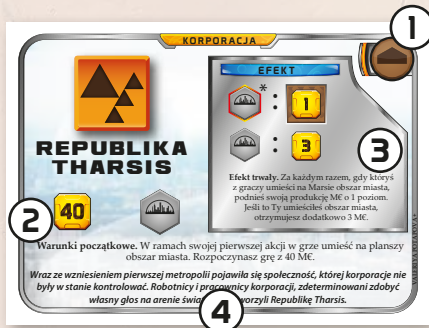 KORPORACJA
1
EFEKT
* : 1
: 3
3
REPUBLIKA
THARSIS
Efekt trwały. Za każdym razem, gdy któryś
z graczy umieści na Marsie obszar miasta,
podnieś swoją produkcję M€ o 1 poziom.
Jeśli to Ty umieściłeś obszar miasta,
otrzymujesz dodatkowo 3 M€.
2
40
Warunki początkowe. W ramach swojej pierwszej akcji w grze umieść na planszy
obszar miasta. Rozpoczynasz grę z 40 M€.
Wraz ze wzniesieniem pierwszej metropolii pojawiła się społeczność, której korporacje nie
były w stanie kontrolować. Robotnicy i pracownicy korporacji, zdeterminowani zdobyć
własny głos na arenie Republikę Tharsis.
4